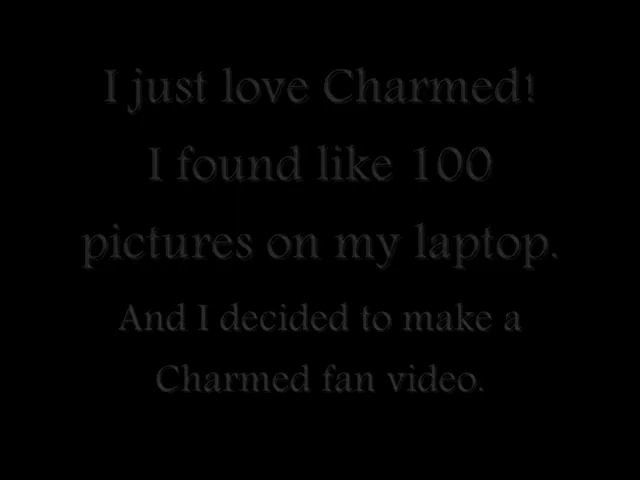 I just love Charmed!
I found like 100
pictures on my laptop.
And I decided to make a
Charmed fan video.